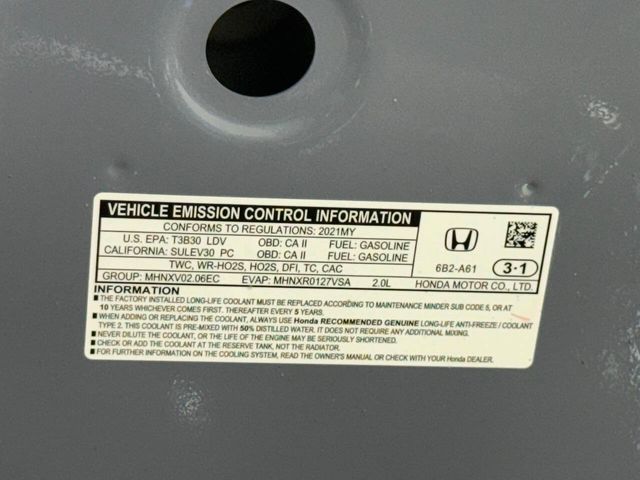 VEHICLE EMISSION CONTROL INFORMATION
CONFORMS TO REGULATIONS: 2021MY
U.S. EPA: T3B30 LDV OBD: CA II FUEL: GASOLINE
CALIFORNIA: SULEV30 PC OBD: CA II FUEL: GASOLINE
TWC, WR-HO2S, HO2S, DFI, TC, CAC
GROUP: MHNXV02.06EC EVAP: MHNXR0127VSA 2.0L
6B2-A61 3·1
HONDA MOTOR CO., LTD.
INFORMATION
■ THE FACTORY INSTALLED LONG-LIFE COOLANT MUST BE REPLACED ACCORDING TO MAINTENANCE MINDER SUB CODE 5, OR AT
10 YEARS WHICHEVER COMES FIRST. THEREAFTER EVERY 5 YEARS.
■ WHEN ADDING OR REPLACING THE COOLANT, ALWAYS USE Honda RECOMMENDED GENUINE LONG-LIFE ANTI-FREEZE / COOLANT
TYPE 2. THIS COOLANT IS PRE-MIXED WITH 50% DISTILLED WATER. IT DOES NOT REQUIRE ANY ADDITIONAL MIXING.
■ NEVER DILUTE THE COOLANT, OR THE LIFE OF THE ENGINE MAY BE SERIOUSLY SHORTENED.
■ ADD THE COOLANT AT THE RESERVE TANK, NOT THE RADIATOR.
■ FOR FURTHER INFORMATION ON THE COOLING SYSTEM, READ THE OWNER'S MANUAL OR CHECK WITH YOUR Honda DEALER.